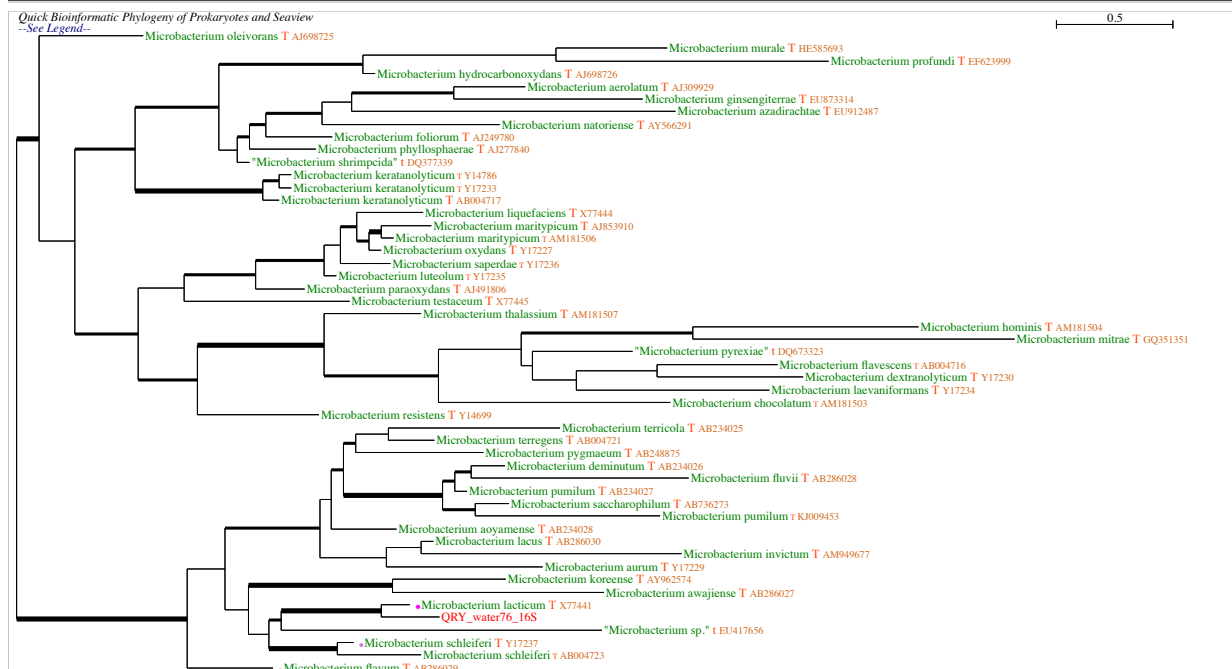 Quick Bioinformatic Phylogeny of Prokaryotes and Seaview
--See Legend--
0.5
Microbacterium oleivorans T AJ698725
Microbacterium murale T HE585693
Microbacterium profundi T EF623999
Microbacterium hydrocarbonoxydans T AJ698726
Microbacterium aerolatum T AJ309929
Microbacterium ginsengiterrae T EU873314
Microbacterium azadirachtae T EU912487
Microbacterium natoriense T AY566291
Microbacterium foliorum T AJ249780
Microbacterium phyllosphaerae T AJ277840
"Microbacterium shrimpcida" t DQ377339
Microbacterium keratanolyticum T Y14786
Microbacterium keratanolyticum T Y17233
Microbacterium keratanolyticum T AB004717
Microbacterium liquefaciens T X77444
Microbacterium maritypicum T AJ853910
Microbacterium maritypicum T AM181506
Microbacterium oxydans T Y17227
Microbacterium saperdae T Y17236
Microbacterium luteolum T Y17235
Microbacterium paraoxydans T AJ491806
Microbacterium testaceum T X77445
Microbacterium thalassium T AM181507
Microbacterium hominis T AM181504
Microbacterium mitrae T GQ351351
"Microbacterium pyrexiae" t DQ673323
Microbacterium flavescens T AB004716
Microbacterium dextranolyticum T Y17230
Microbacterium laevaniformans T Y17234
Microbacterium chocolatum T AM181503
Microbacterium resistens T Y14699
Microbacterium terricola T AB234025
Microbacterium terregens T AB004721
Microbacterium pygmaeum T AB248875
Microbacterium deminutum T AB234026
Microbacterium fluvii T AB286028
Microbacterium pumilum T AB234027
Microbacterium saccharophilum T AB736273
Microbacterium pumilum T KJ009453
Microbacterium aoyamense T AB234028
Microbacterium lacus T AB286030
Microbacterium invictum T AM949677
Microbacterium aurum T Y17229
Microbacterium koreense T AY962574
Microbacterium awajiense T AB286027
Microbacterium lacticum T X77441
QRY_water76_16S
"Microbacterium sp." t EU417656
Microbacterium schleiferi T Y17237
Microbacterium schleiferi T AB004723
Microbacterium flavum T AB286029